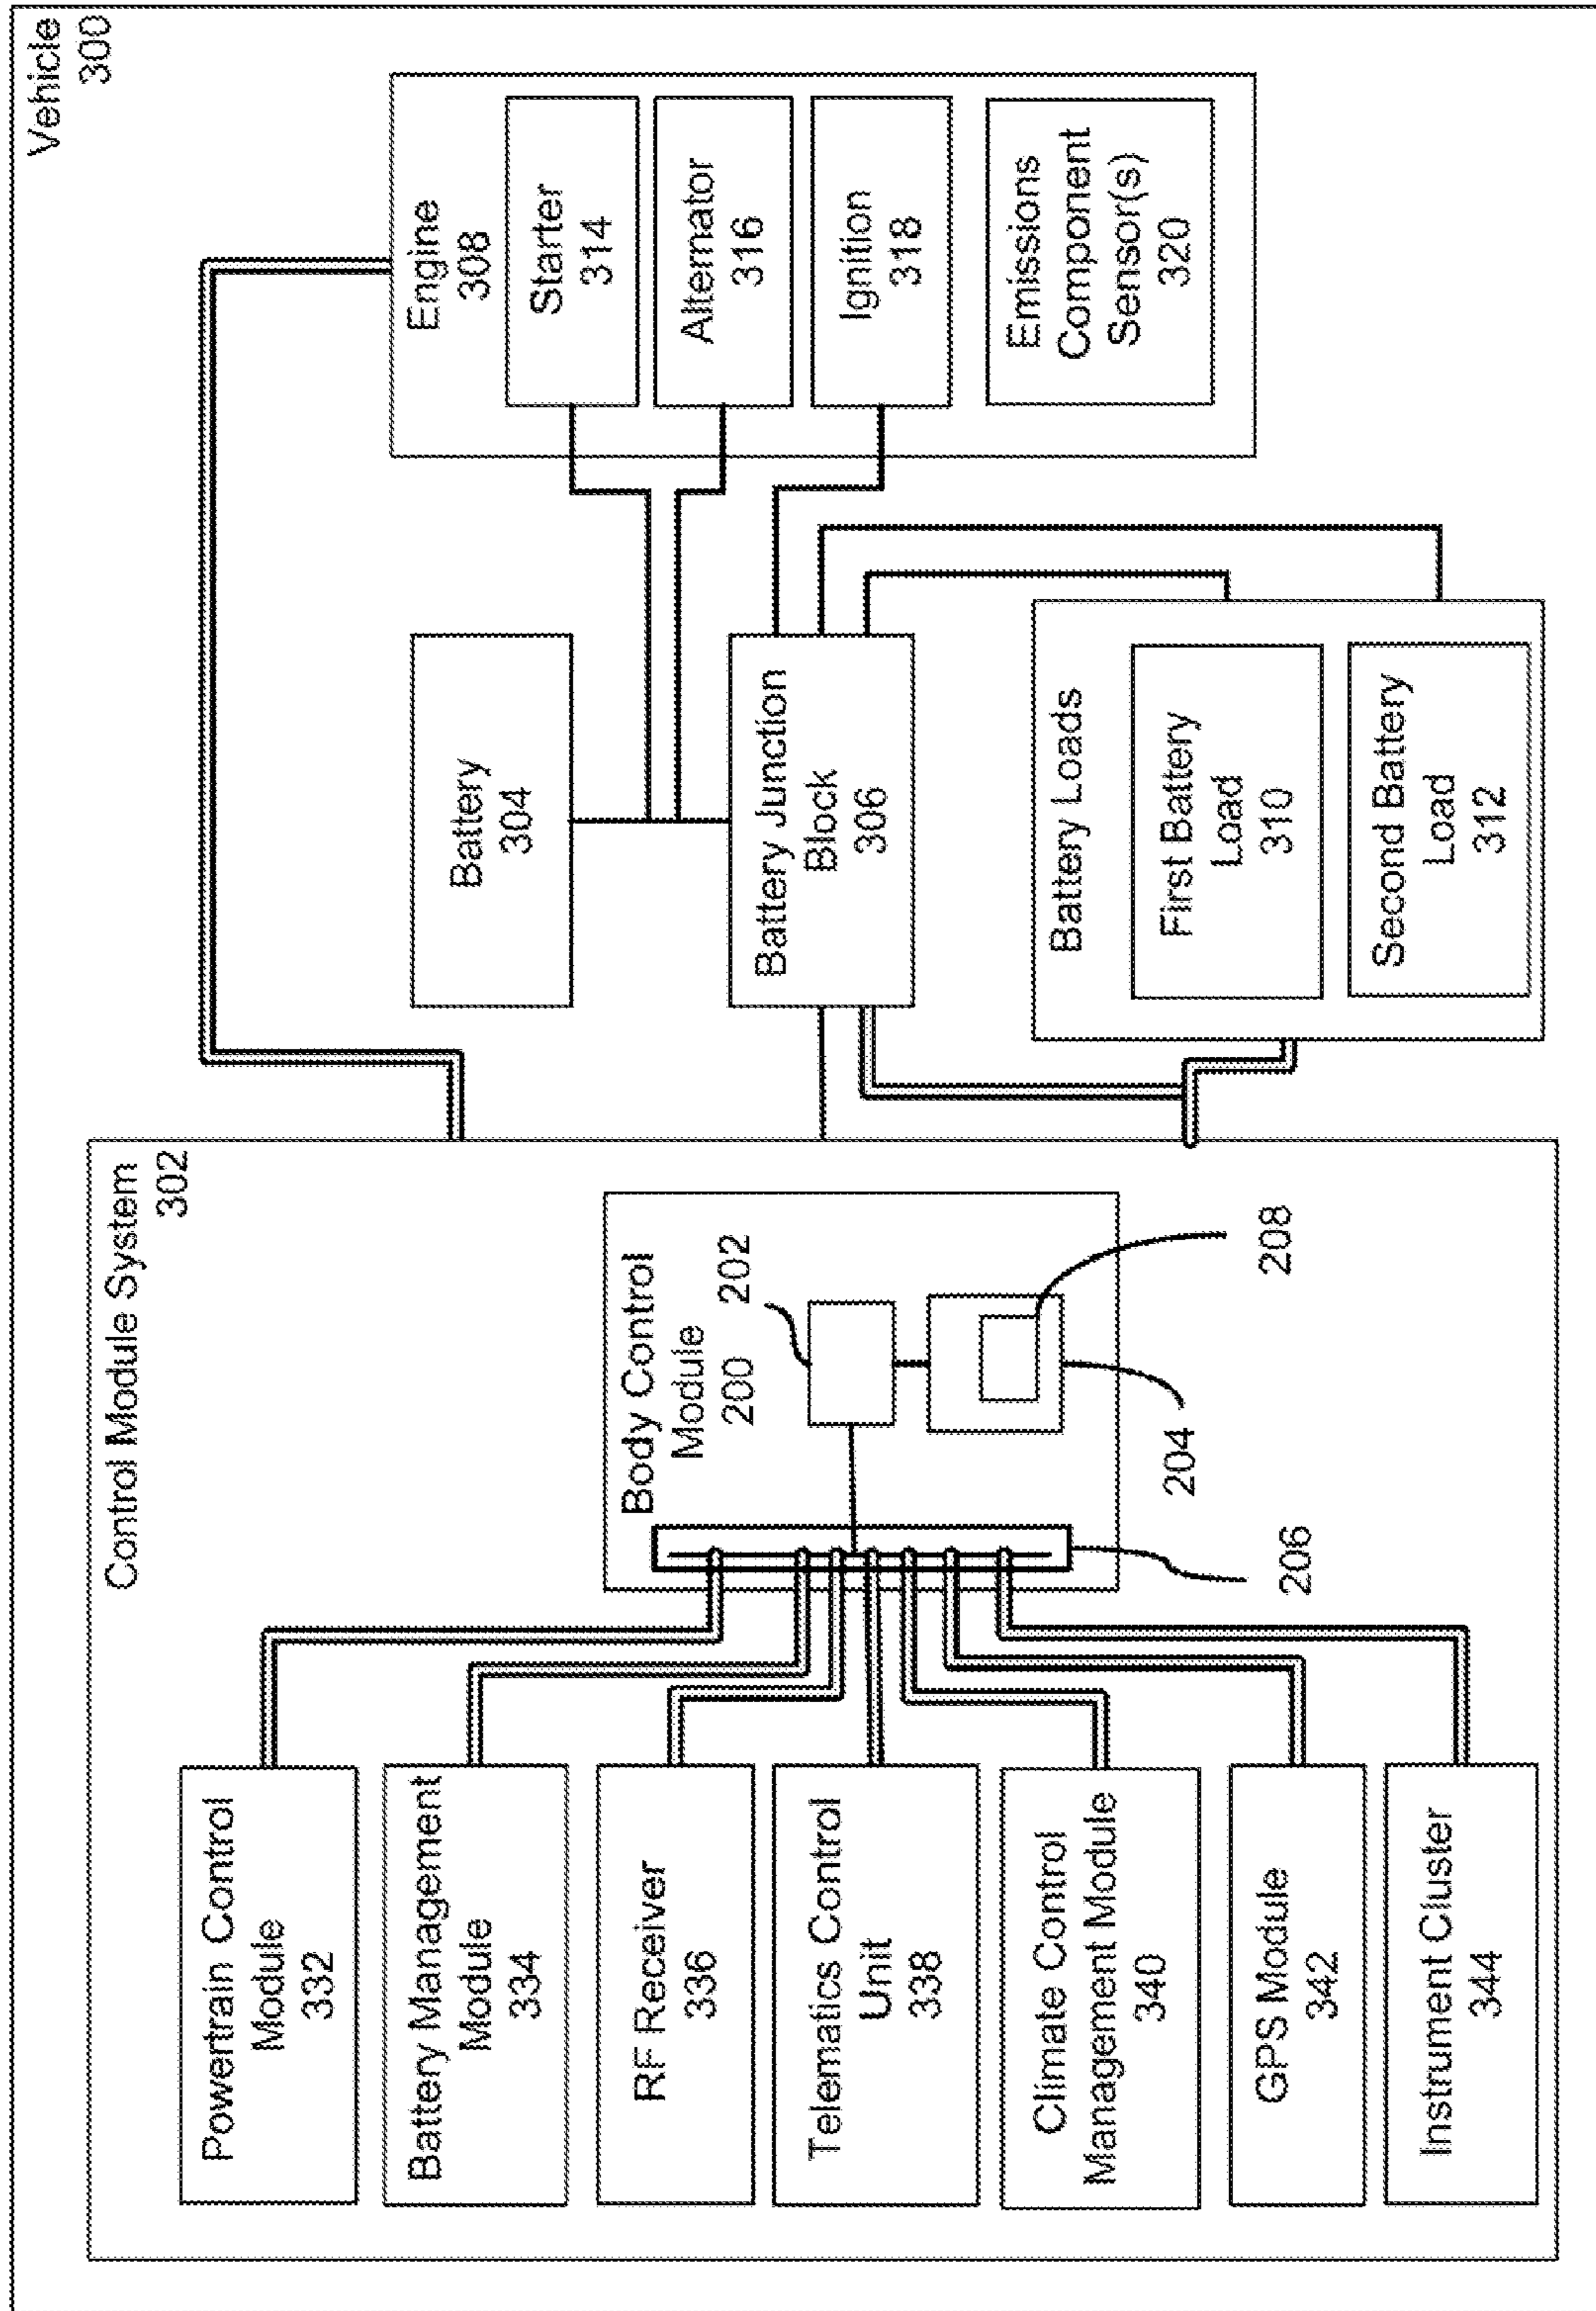 Vehicle
300
Control Module System
302
Powertrain Control
Module
332
Battery Management
Module
334
RF Receiver
336
Telematics Control
Unit
338
Climate Control
Management Module
340
GPS Module
342
Instrument Cluster
344
Body Control
Module
200
202
208
204
206
Battery
304
Battery Junction
Block
306
Battery Loads
First Battery
Load
310
Second Battery
Load
312
Engine
308
Starter
314
Alternator
316
Ignition
318
Emissions
Component
Sensor(s)
320